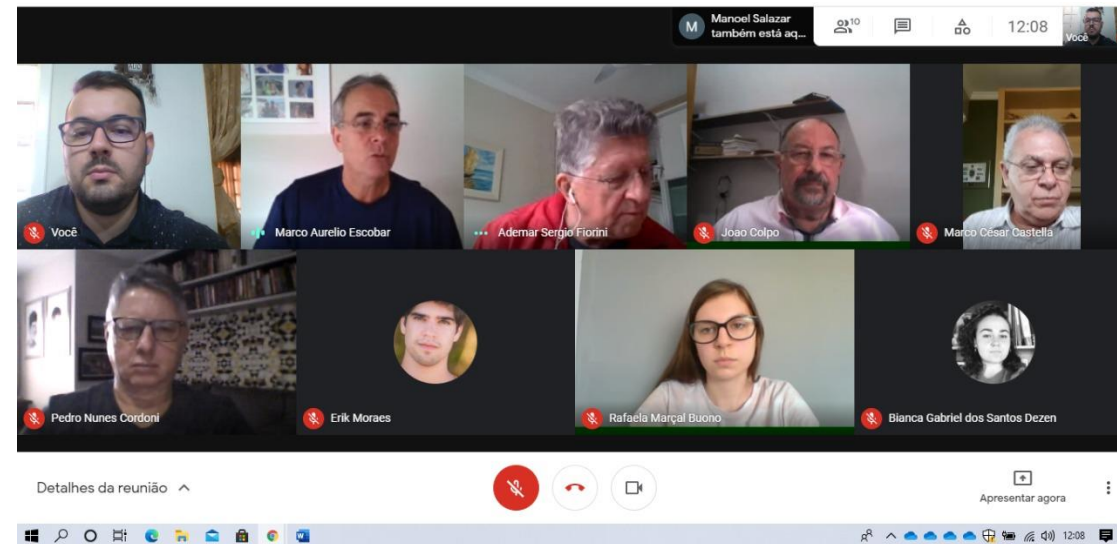 M
Manoel Salazar
também está aq...
10
12:08
Você
Você
Marco Aurelio Escobar
Ademar Sergio Fiorini
Joao Colpo
Marco César Castella
Pedro Nunes Cordoni
Erik Moraes
Rafaela Marçal Buono
Bianca Gabriel dos Santos Dezen
Detalhes da reunião
Apresentar agora
12:08